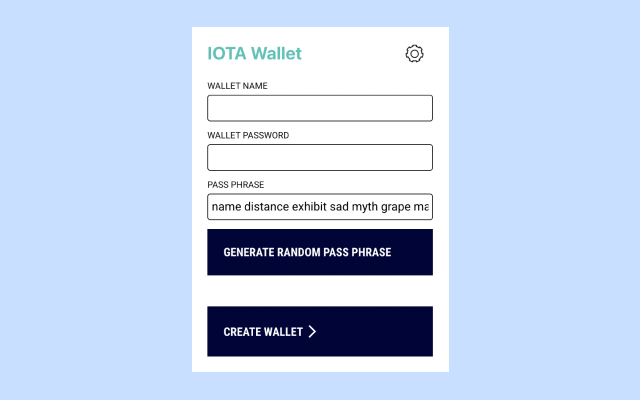 IOTA Wallet
WALLET NAME
WALLET PASSWORD
PASS PHRASE
name distance exhibit sad myth grape
GENERATE RANDOM PASS PHRASE
CREATE WALLET